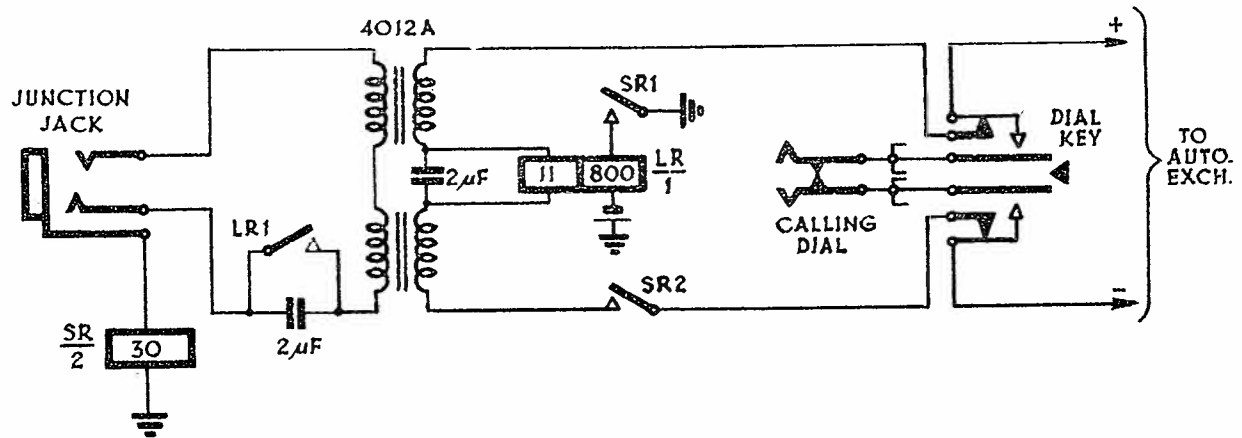 4012A
JUNCTION
JACK
SR1
+
DIAL
KEY
TO
AUTO.
EXCH.
2μF
11
800
LR
1
CALLING
DIAL
LR1
SR2
−
2μF
SR
2
30